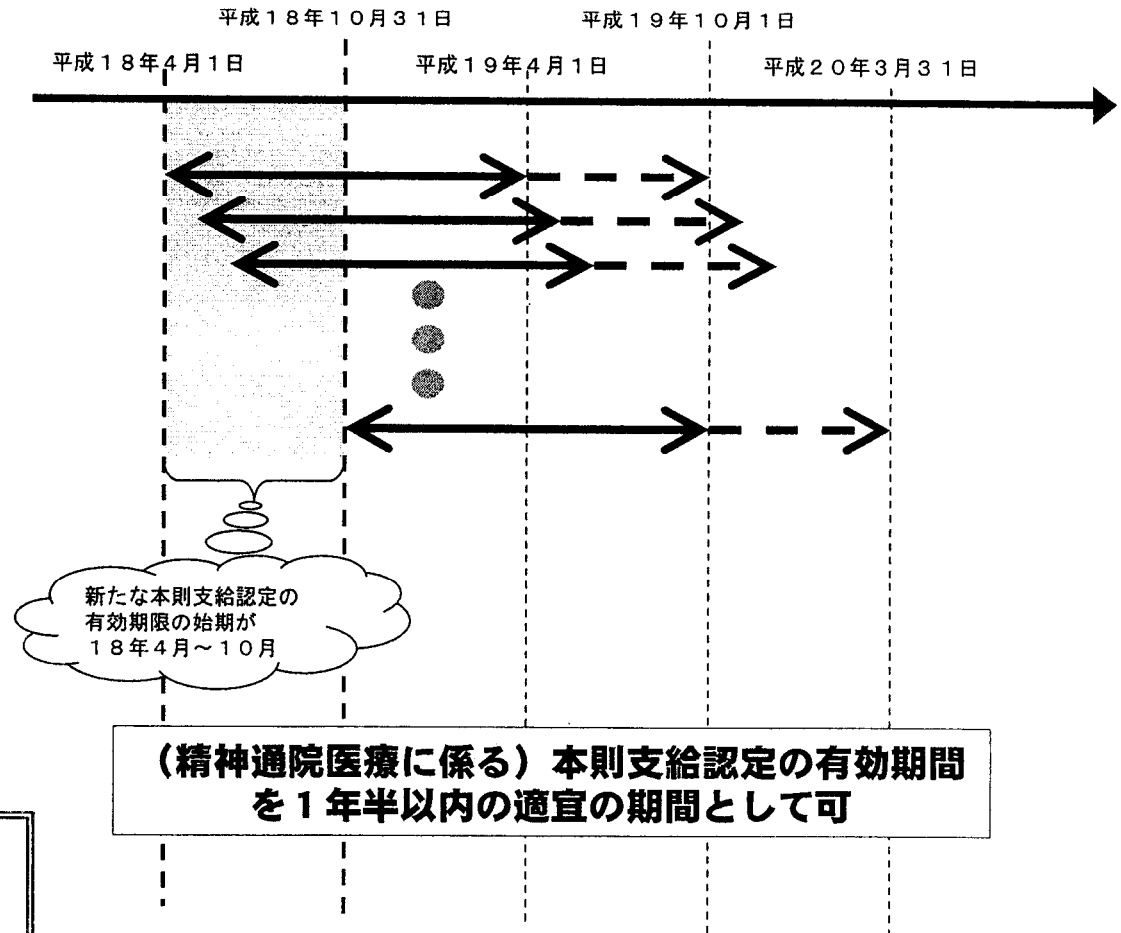 平成１８年１０月３１日
平成１９年１０月１日
平成１８年４月１日
平成１９年４月１日
平成２０年３月３１日
新たな本則支給認定の
有効期限の始期が
１８年４月～１０月
（精神通院医療に係る）本則支給認定の有効期間
を１年半以内の適宜の期間として可